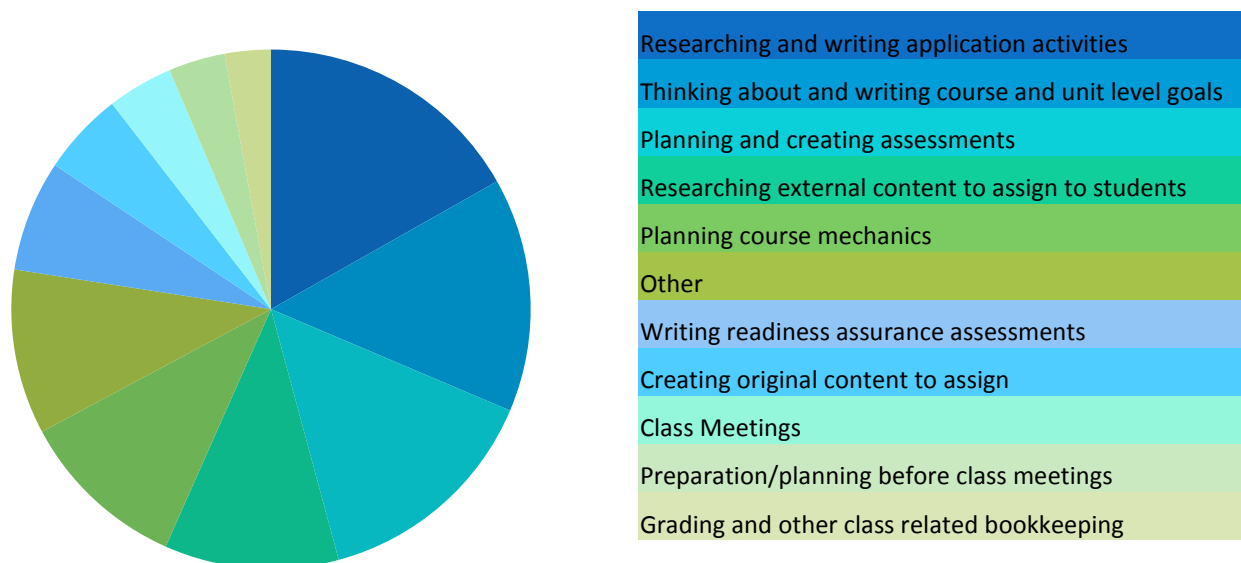 Researching and writing application activities
Thinking about and writing course and unit level goals
Planning and creating assessments
Researching external content to assign to students
Planning course mechanics
Other
Writing readiness assurance assessments
Creating original content to assign
Class Meetings
Preparation/planning before class meetings
Grading and other class related bookkeeping